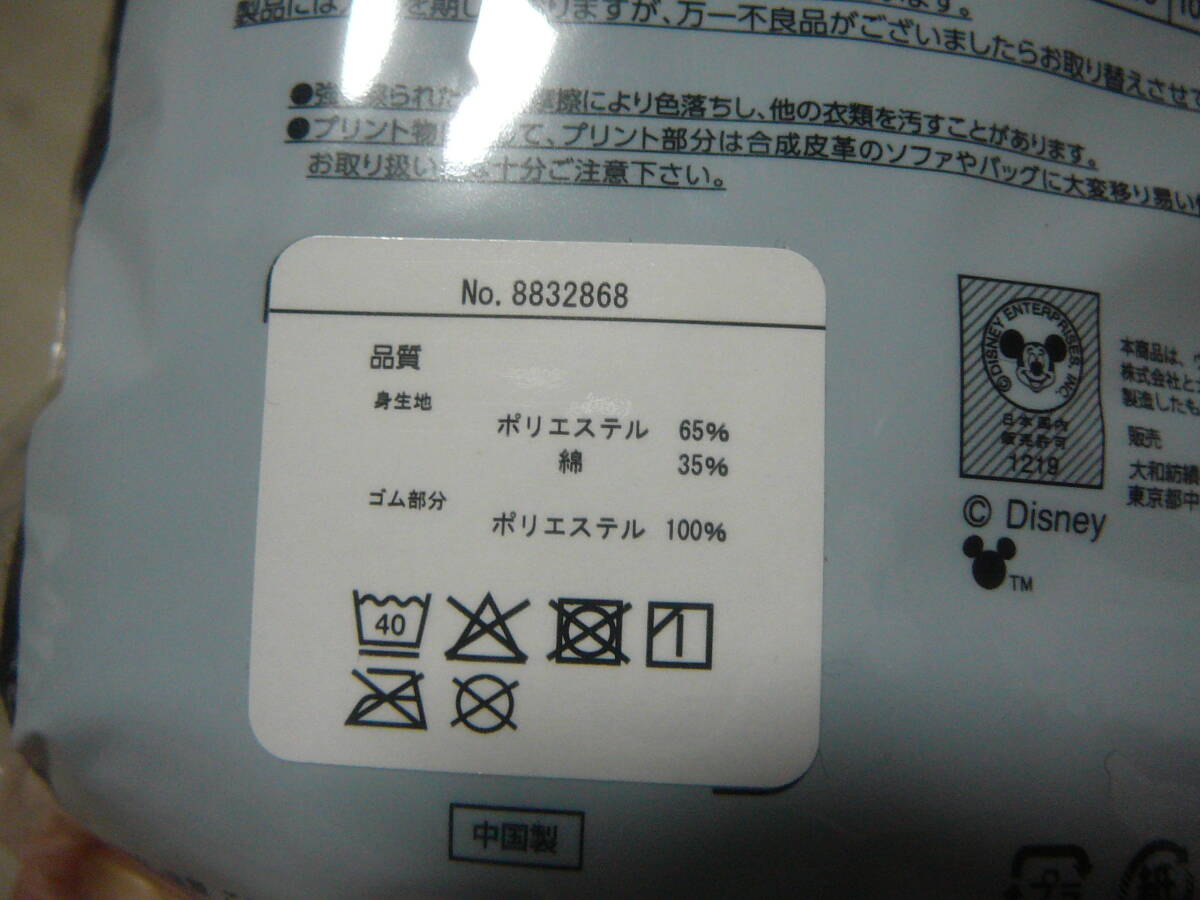 製品には を期し りますが、万一不良品がございましたらお取り替えさせて
● られた 擦により色落ちし、他の衣類を汚すことがあります。
●プリント物 て、プリント部分は合成皮革のソファやバッグに大変移り易い
お取り扱い は十分ご注意下さい。
No. 8832868
品質
身生地
ポリエステル 65%
綿 35%
ゴム部分
ポリエステル 100%
40
中国製
© DISNEY ENTERPRISES, INC.
日本国内
販売許可
1219
© Disney
TM
本商品は、
株式会社と
製造したも
販売
大和紡績
東京都中
プラ
紙